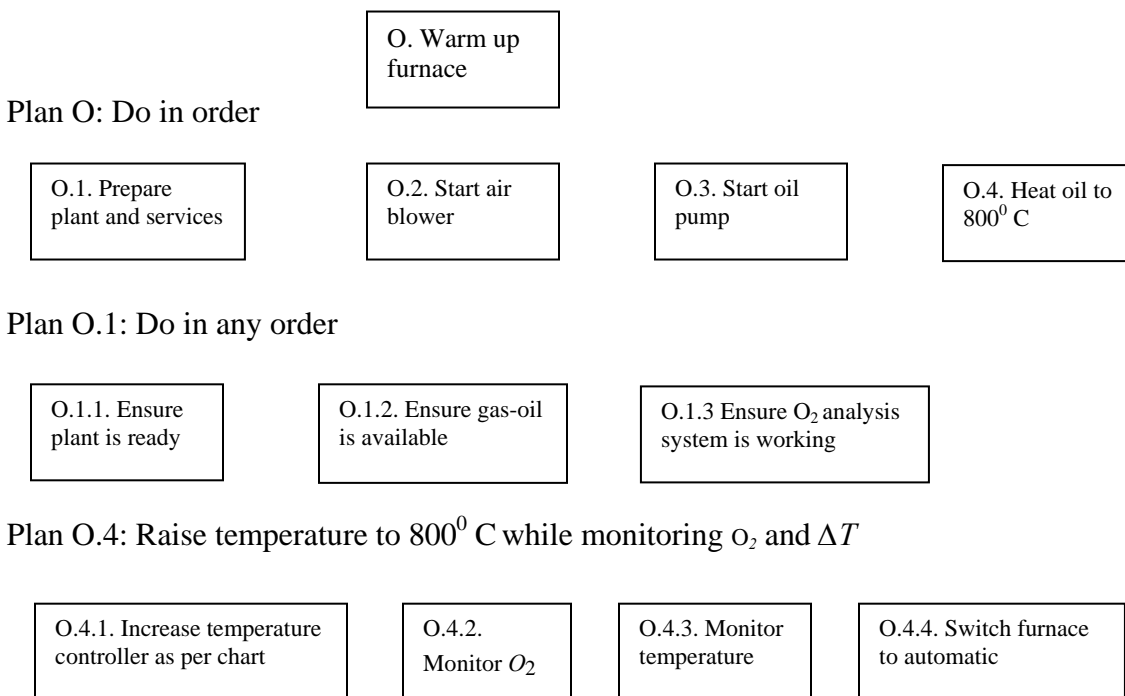 O. Warm up
furnace
Plan O: Do in order
O.1. Prepare
plant and services
O.2. Start air
blower
O.3. Start oil
pump
O.4. Heat oil to
800⁰ C
Plan O.1: Do in any order
O.1.1. Ensure
plant is ready
O.1.2. Ensure gas-oil
is available
O.1.3 Ensure O₂ analysis
system is working
Plan O.4: Raise temperature to 800⁰ C while monitoring O₂ and ΔT
O.4.1. Increase temperature
controller as per chart
O.4.2.
Monitor O2
O.4.3. Monitor
temperature
O.4.4. Switch furnace
to automatic